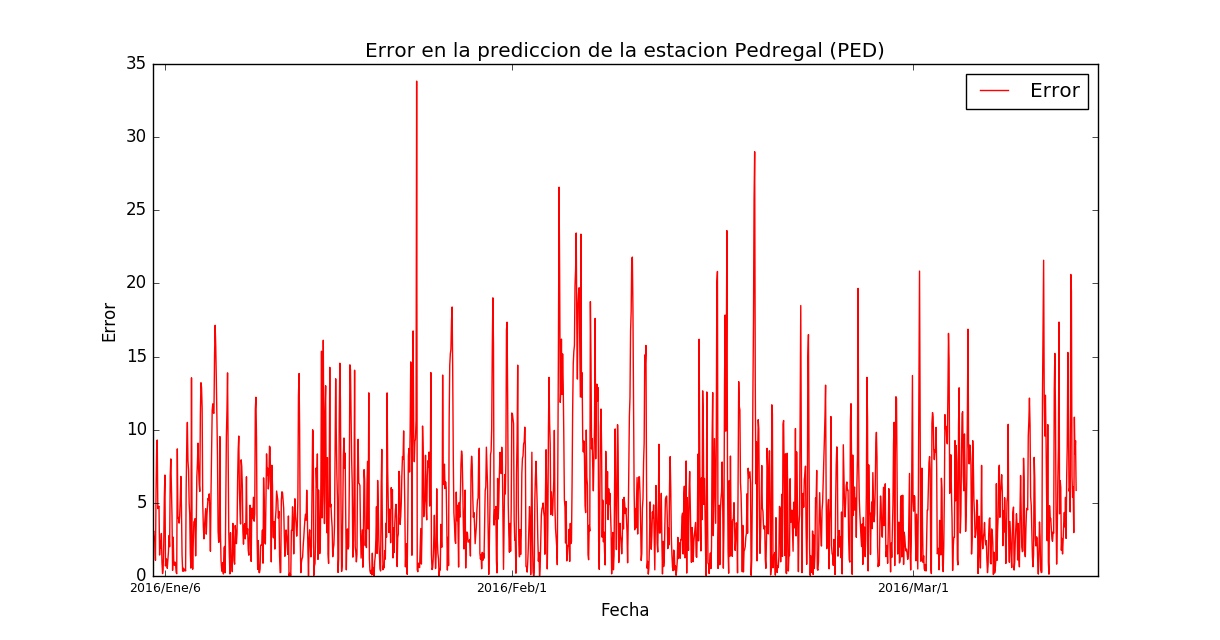 Error en la prediccion de la estacion Pedregal (PED)
Error
35
30
25
20
15
10
5
0
Error
2016/Ene/6
2016/Feb/1
2016/Mar/1
Fecha